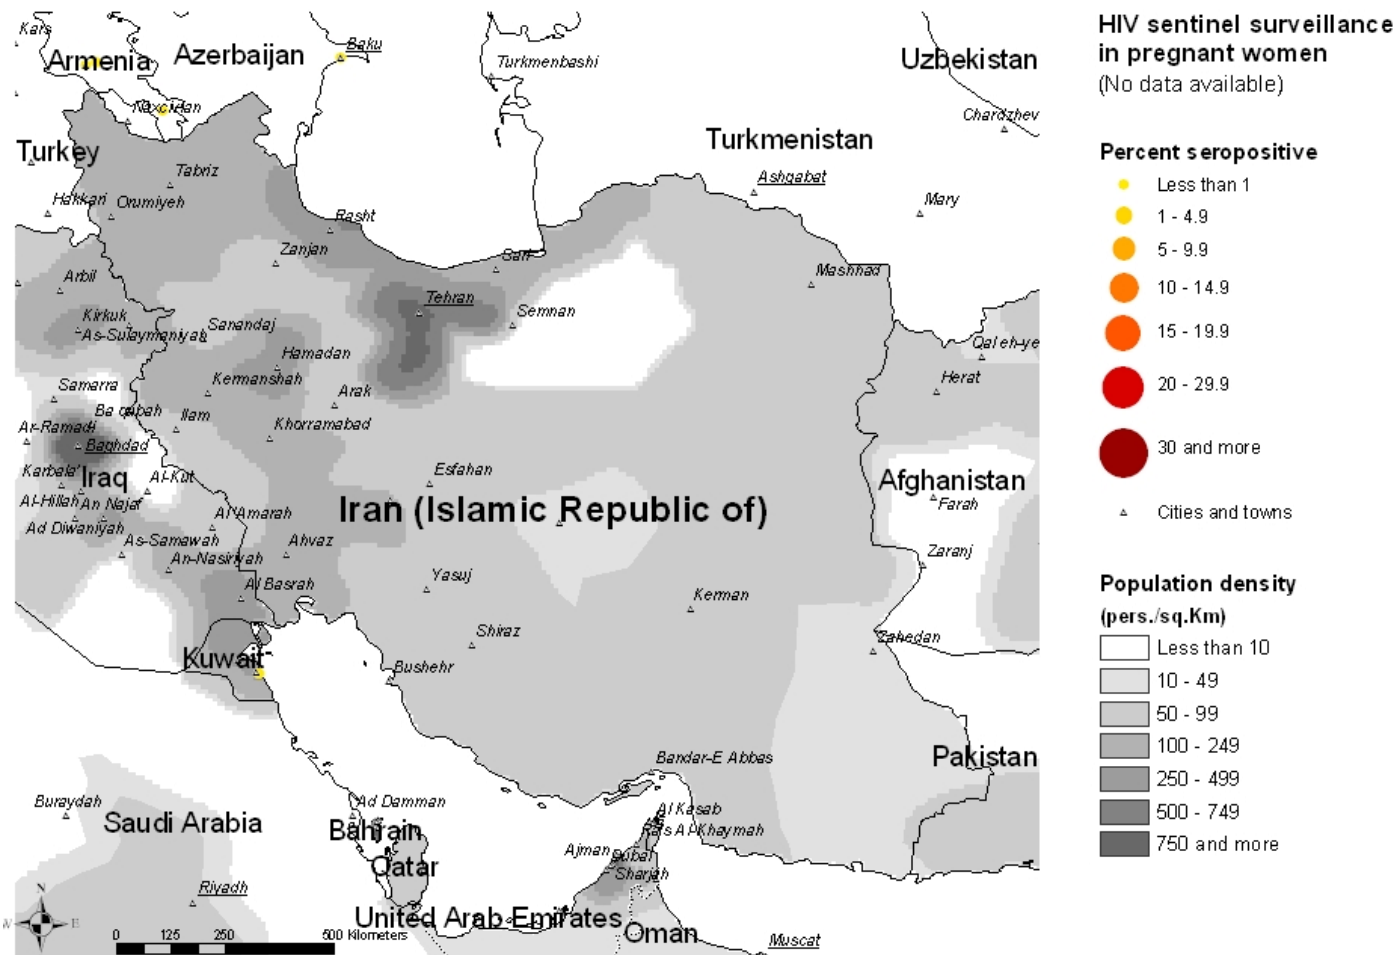 HIV sentinel surveillance
in pregnant women
(No data available)
Percent seropositive
Less than 1
1 - 4.9
5 - 9.9
10 - 14.9
15 - 19.9
20 - 29.9
30 and more
Cities and towns
Population density
(pers./sq.Km)
Less than 10
10 - 49
50 - 99
100 - 249
250 - 499
500 - 749
750 and more
Kars
Armenia
Azerbaijan
Baku
Turkmenbashi
Uzbekistan
Chardzhev
Turkey
Tabriz
Turkmenistan
Ashgabat
Hakkari
Orumiyeh
Rasht
Mary
Zanjan
Sari
Mashhad
Arbil
Tehran
Semnan
Kirkuk
As-Sulaymaniyah
Sanandaj
Hamadan
Qaleh-ye
Samarra
Kermanshah
Arak
Herat
Ba qubah
Ilam
Ar-Ramadi
Baghdad
Khorramabad
Karbala'
Iraq
Al-Kut
Esfahan
Afghanistan
Al-Hillah
An Najaf
Farah
Ad Diwaniyah
Al'Amarah
Iran (Islamic Republic of)
As-Samawah
Ahvaz
An-Nasiriyah
Zaranj
Al Basrah
Yasuj
Kerman
Shiraz
Zahedan
Kuwait
Bushehr
Bandar-E Abbas
Pakistan
Buraydah
Saudi Arabia
Ad Damman
Bahrain
Al Kasab
Ra's Al-Khaymah
Qatar
Ajman
Dubai
Sharjah
Riyadh
United Arab Emirates
Oman
Muscat
N
W
E
0 125 250 500 Kilometers